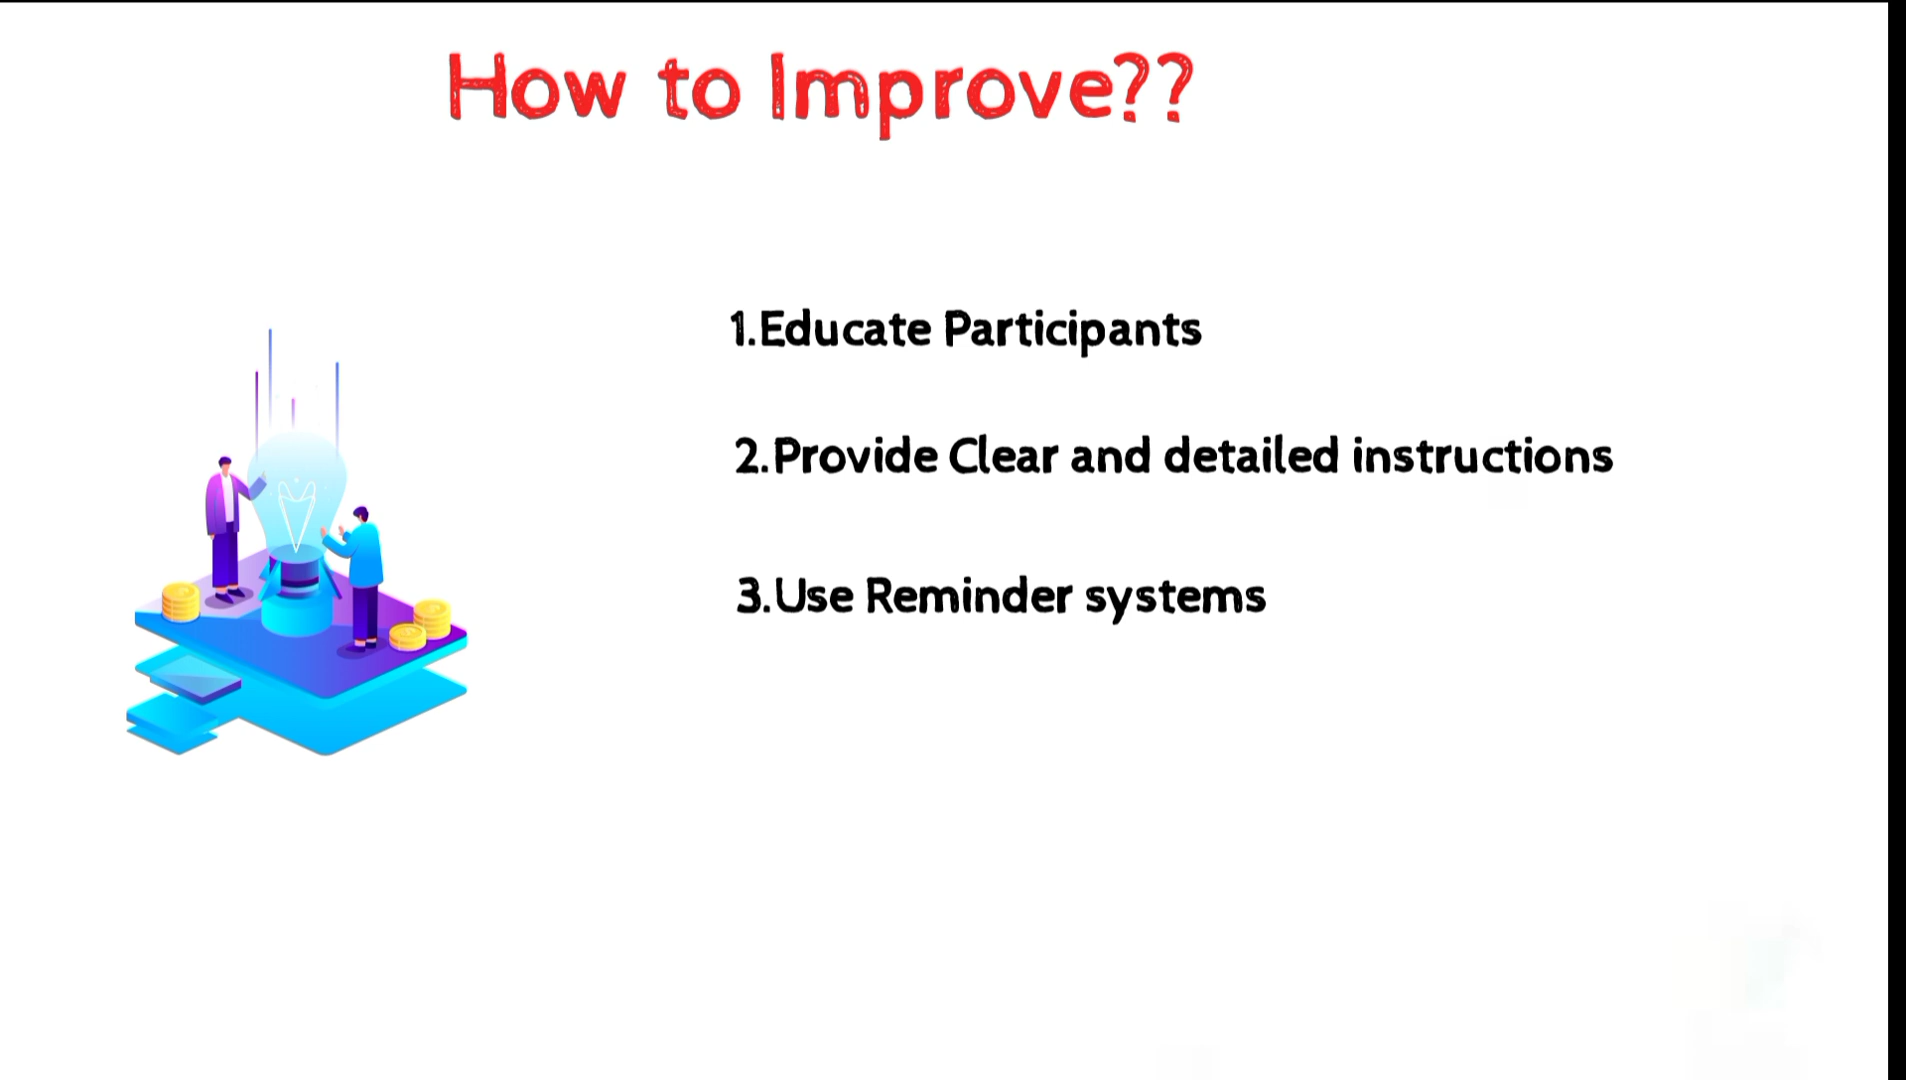 How to Improve??
1.Educate Participants
2.Provide Clear and detailed instructions
3.Use Reminder systems